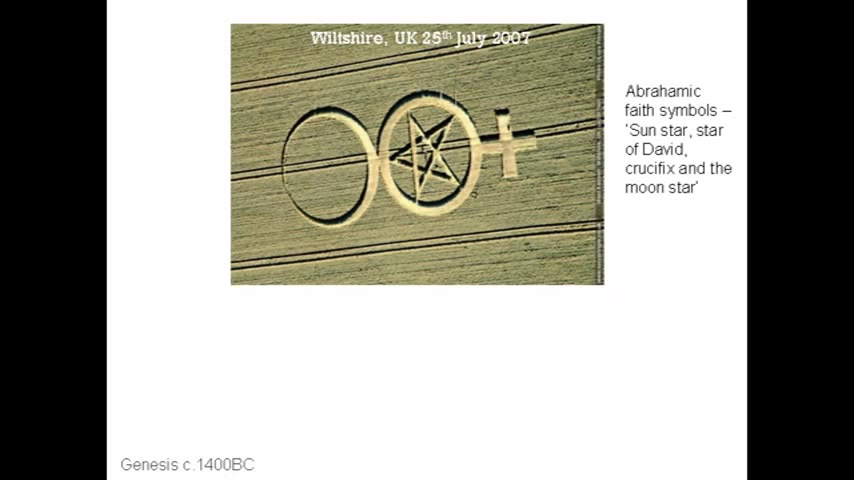 Wiltshire, UK 25th July 2007
Abrahamic
faith symbols –
‘Sun star, star
of David,
crucifix and the
moon star’
Genesis c.1400BC